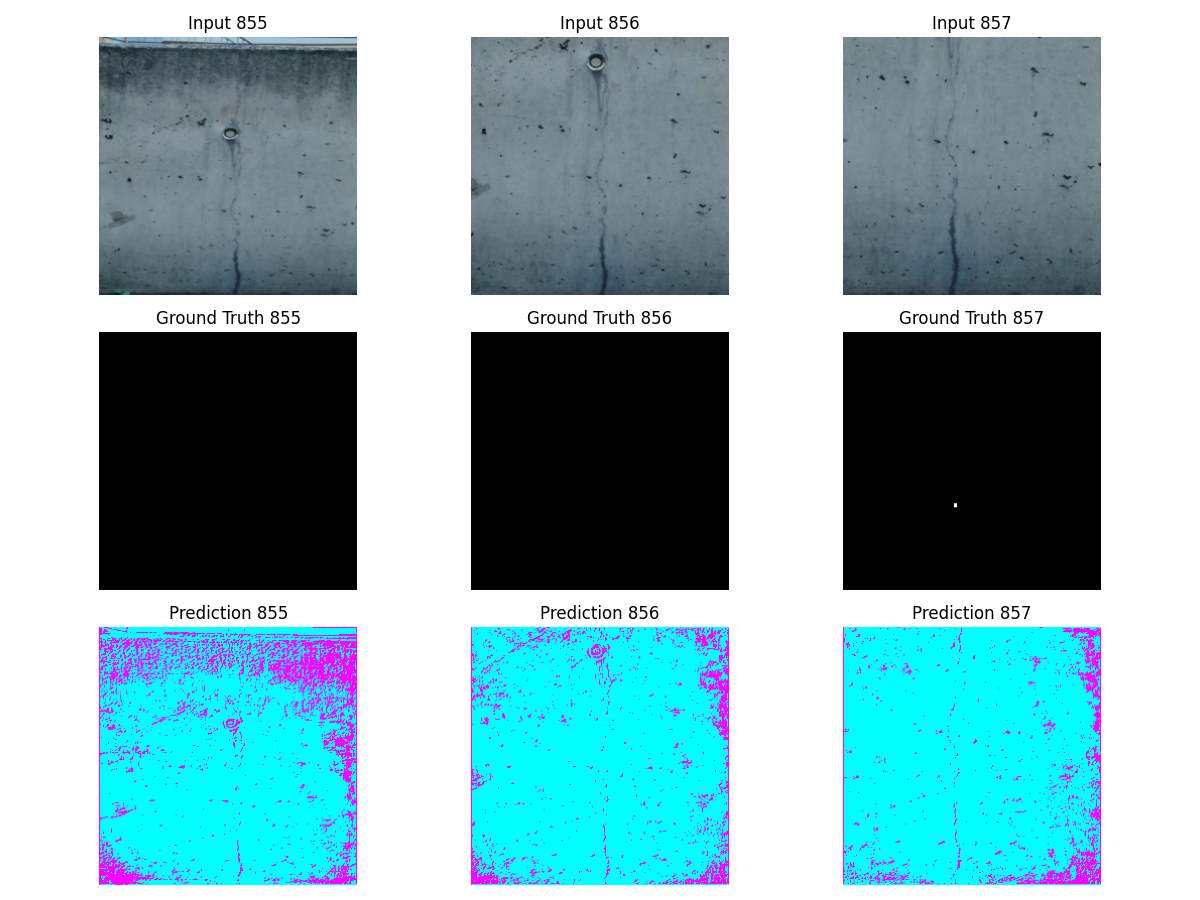 Input 855
Input 856
Input 857
Ground Truth 855
Ground Truth 856
Ground Truth 857
Prediction 855
Prediction 856
Prediction 857